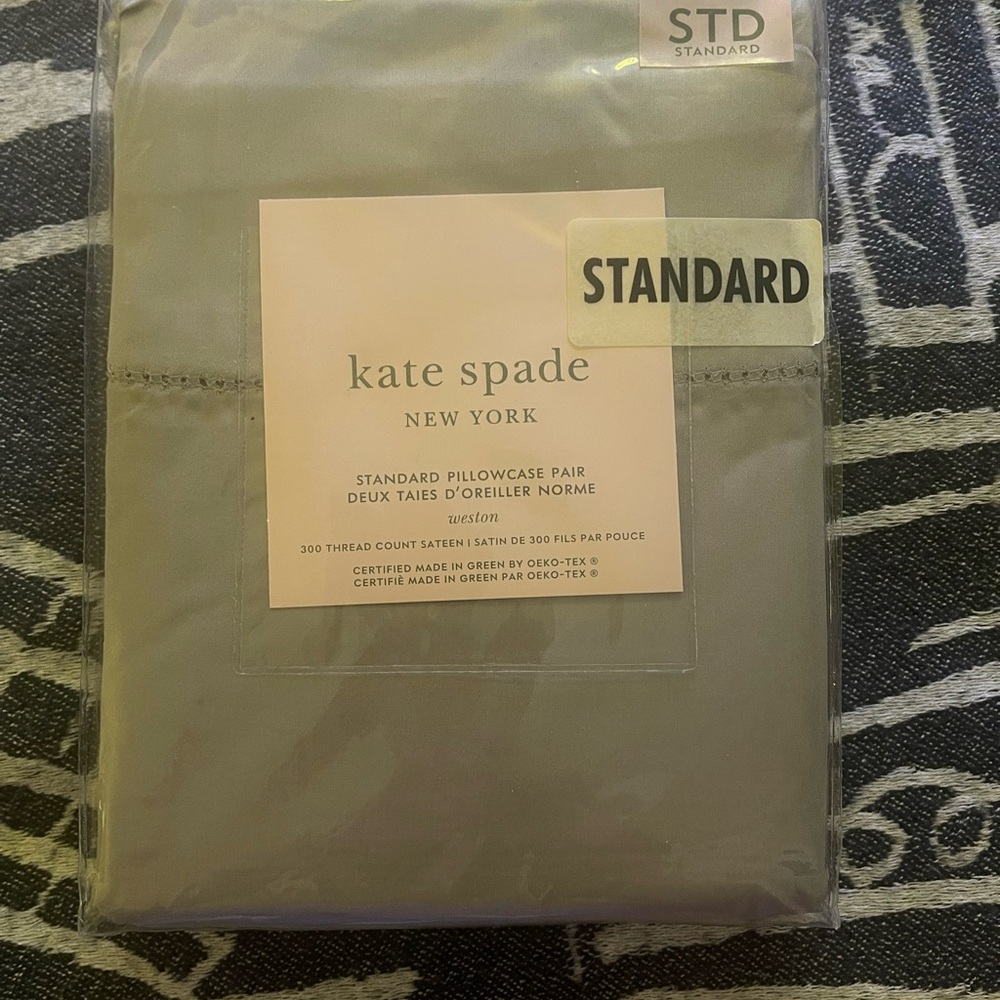 STD
STANDARD
STANDARD
kate spade
NEW YORK
STANDARD PILLOWCASE PAIR
DEUX TAIES D'OREILLER NORME
weston
300 THREAD COUNT SATEEN | SATIN DE 300 FILS PAR POUCE
CERTIFIED MADE IN GREEN BY OEKO-TEX ®
CERTIFIÈ MADE IN GREEN PAR OEKO-TEX ®